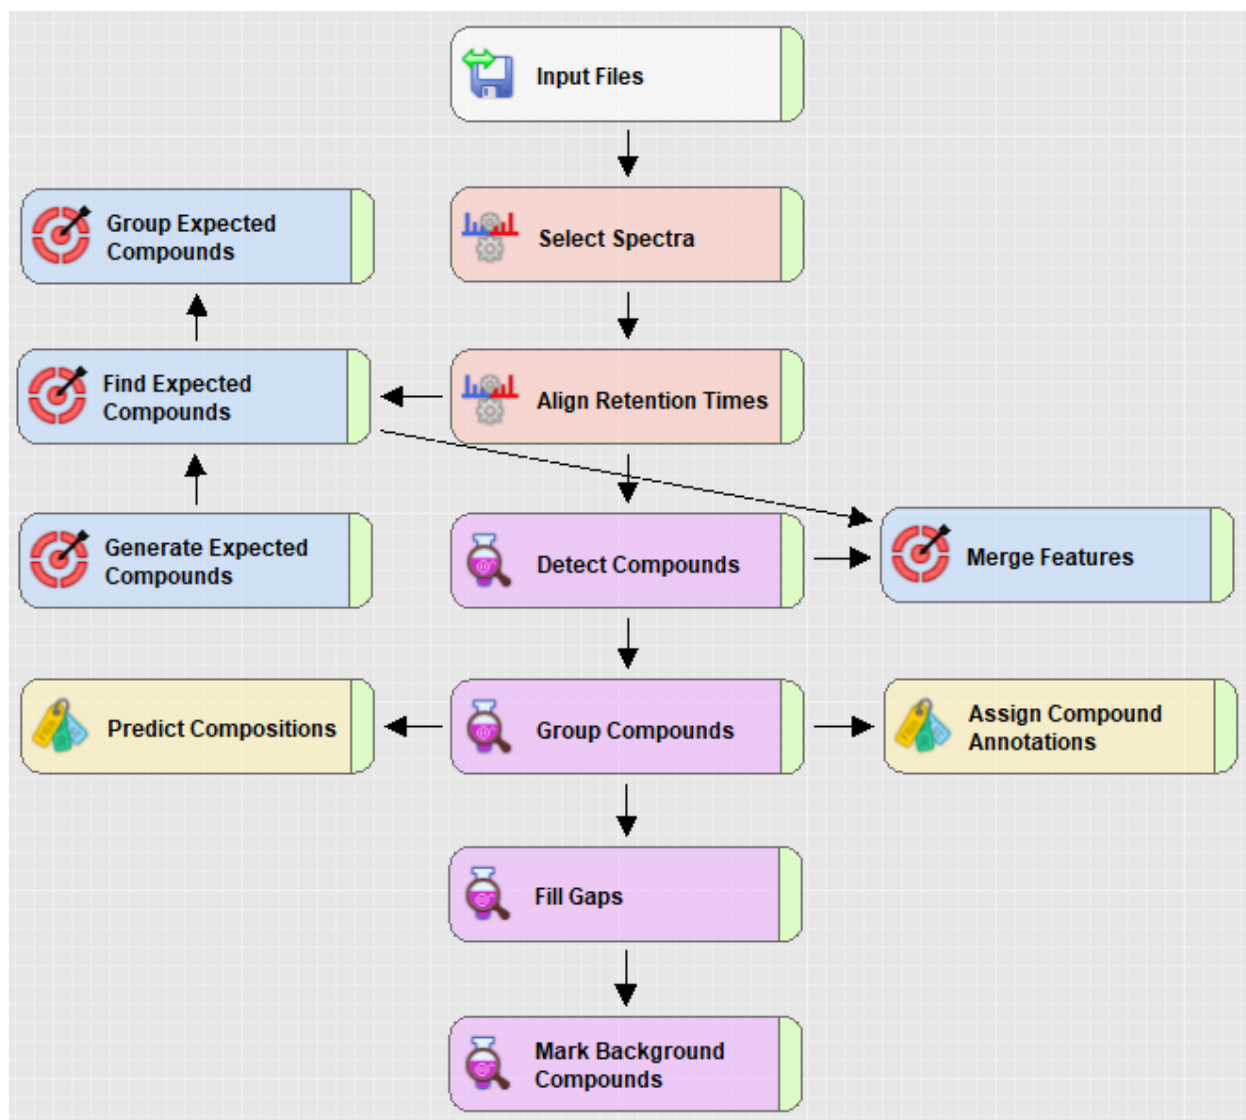 Input Files
Group Expected
Compounds
Select Spectra
Find Expected
Compounds
Align Retention Times
Generate Expected
Compounds
Detect Compounds
Merge Features
Predict Compositions
Group Compounds
Assign Compound
Annotations
Fill Gaps
Mark Background
Compounds